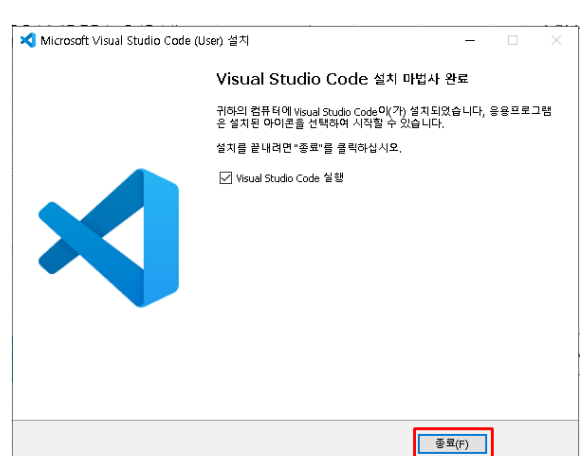 Microsoft Visual Studio Code (User) 설치
Visual Studio Code 설치 마법사 완료
귀하의 컴퓨터에 Visual Studio Code이(가) 설치되었습니다, 응용프로그램
은 설치된 아이콘을 선택하여 시작할 수 있습니다.
설치를 끝내려면 "종료"를 클릭하십시오.
Visual Studio Code 실행
종료(F)